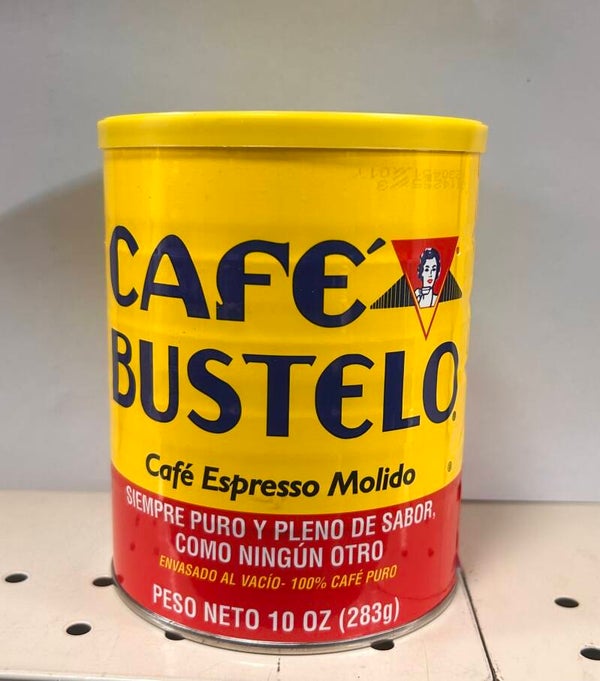 CAFÉ
BUSTELO®
Café Espresso Molido
SIEMPRE PURO Y PLENO DE SABOR,
COMO NINGÚN OTRO
ENVASADO AL VACÍO- 100% CAFÉ PURO
PESO NETO 10 OZ (283g)